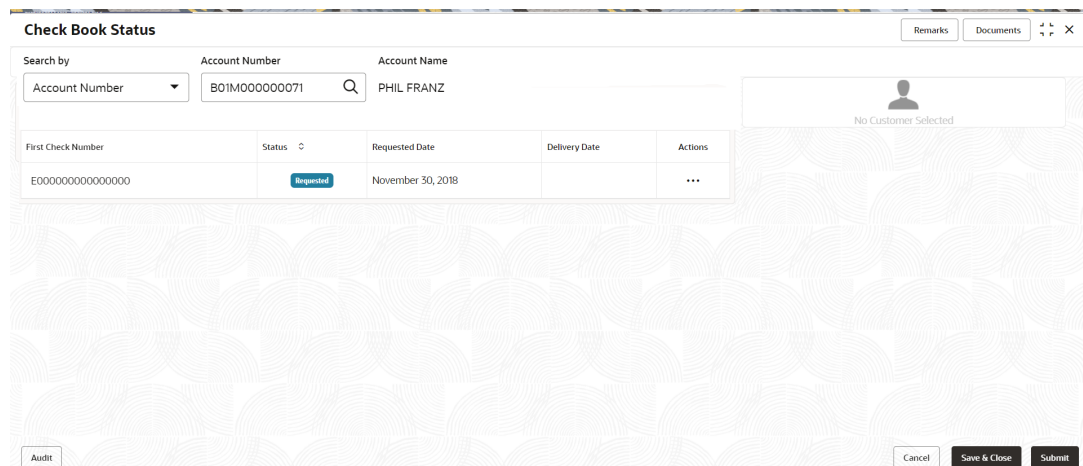 Check Book Status
Remarks
Documents
Search by
Account Number
Account Name
Account Number
B01M000000071
PHIL FRANZ
No Customer Selected
First Check Number Status Requested Date Delivery Date Actions
E000000000000000 Requested November 30, 2018
Audit
Cancel
Save & Close
Submit